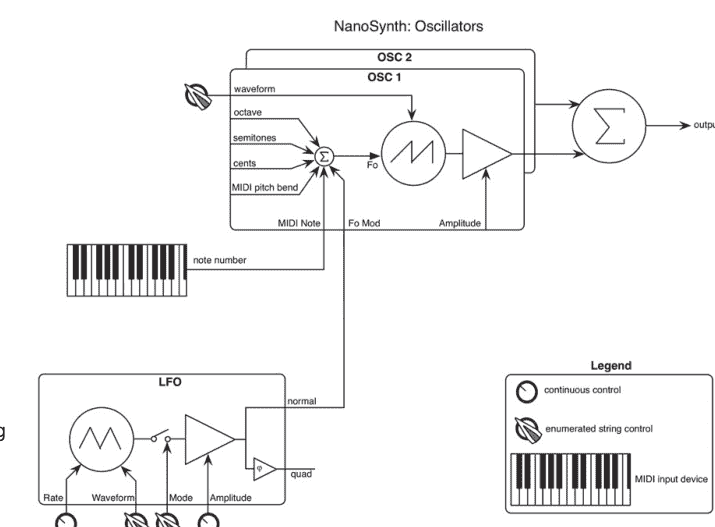 NanoSynth: Oscillators
OSC 2
OSC 1
waveform
octave
semitones
cents
MIDI pitch bend
Σ
Fo
Σ
outpu
MIDI Note
Fo Mod
Amplitude
note number
LFO
normal
φ
quad
Rate
Waveform
Mode
Amplitude
g
Legend
continuous control
enumerated string control
MIDI input device